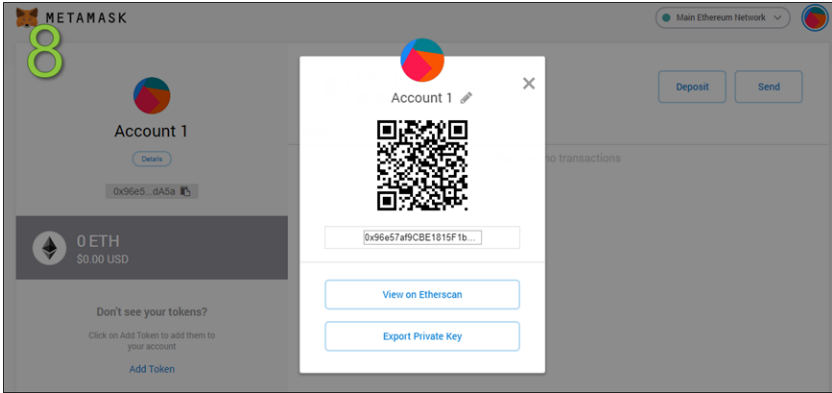 METAMASK
8
Main Ethereum Network
Account 1
Details
0x96e5...dA5a
0 ETH
$0.00 USD
Don't see your tokens?
Click on Add Token to add them to
your account
Add Token
Account 1
0x96e57af9CBE1815F1b...
View on Etherscan
Export Private Key
Deposit
Send
no transactions